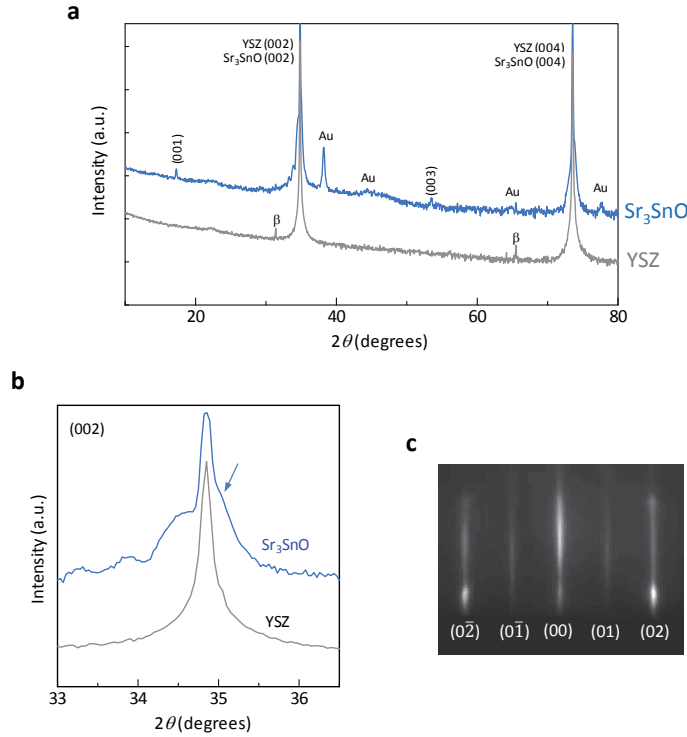 a
YSZ (002)
Sr₃SnO (002)
YSZ (004)
Sr₃SnO (004)
Intensity (a.u.)
(001)
Au
Au
(003)
Au
Au
β
β
Sr₃SnO
YSZ
20
40
60
80
2θ (degrees)
b
(002)
Intensity (a.u.)
Sr₃SnO
YSZ
33
34
35
36
2θ (degrees)
c
(02̅) (01̅) (00) (01) (02)